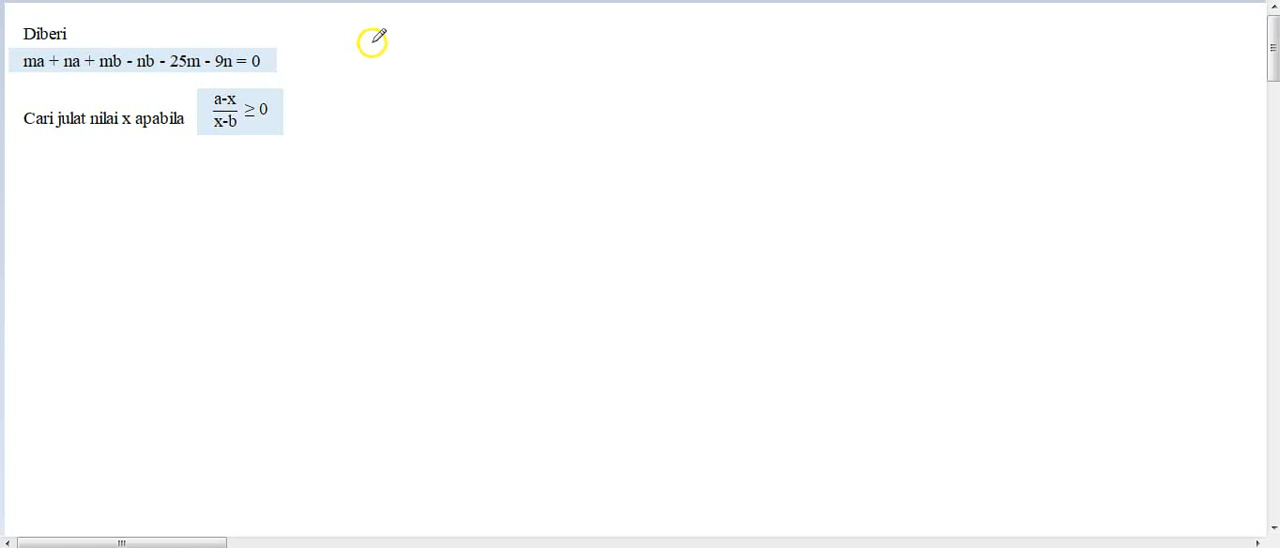 Diberi
ma + na + mb - nb - 25m - 9n = 0
Cari julat nilai x apabila a-x/x-b ≥ 0